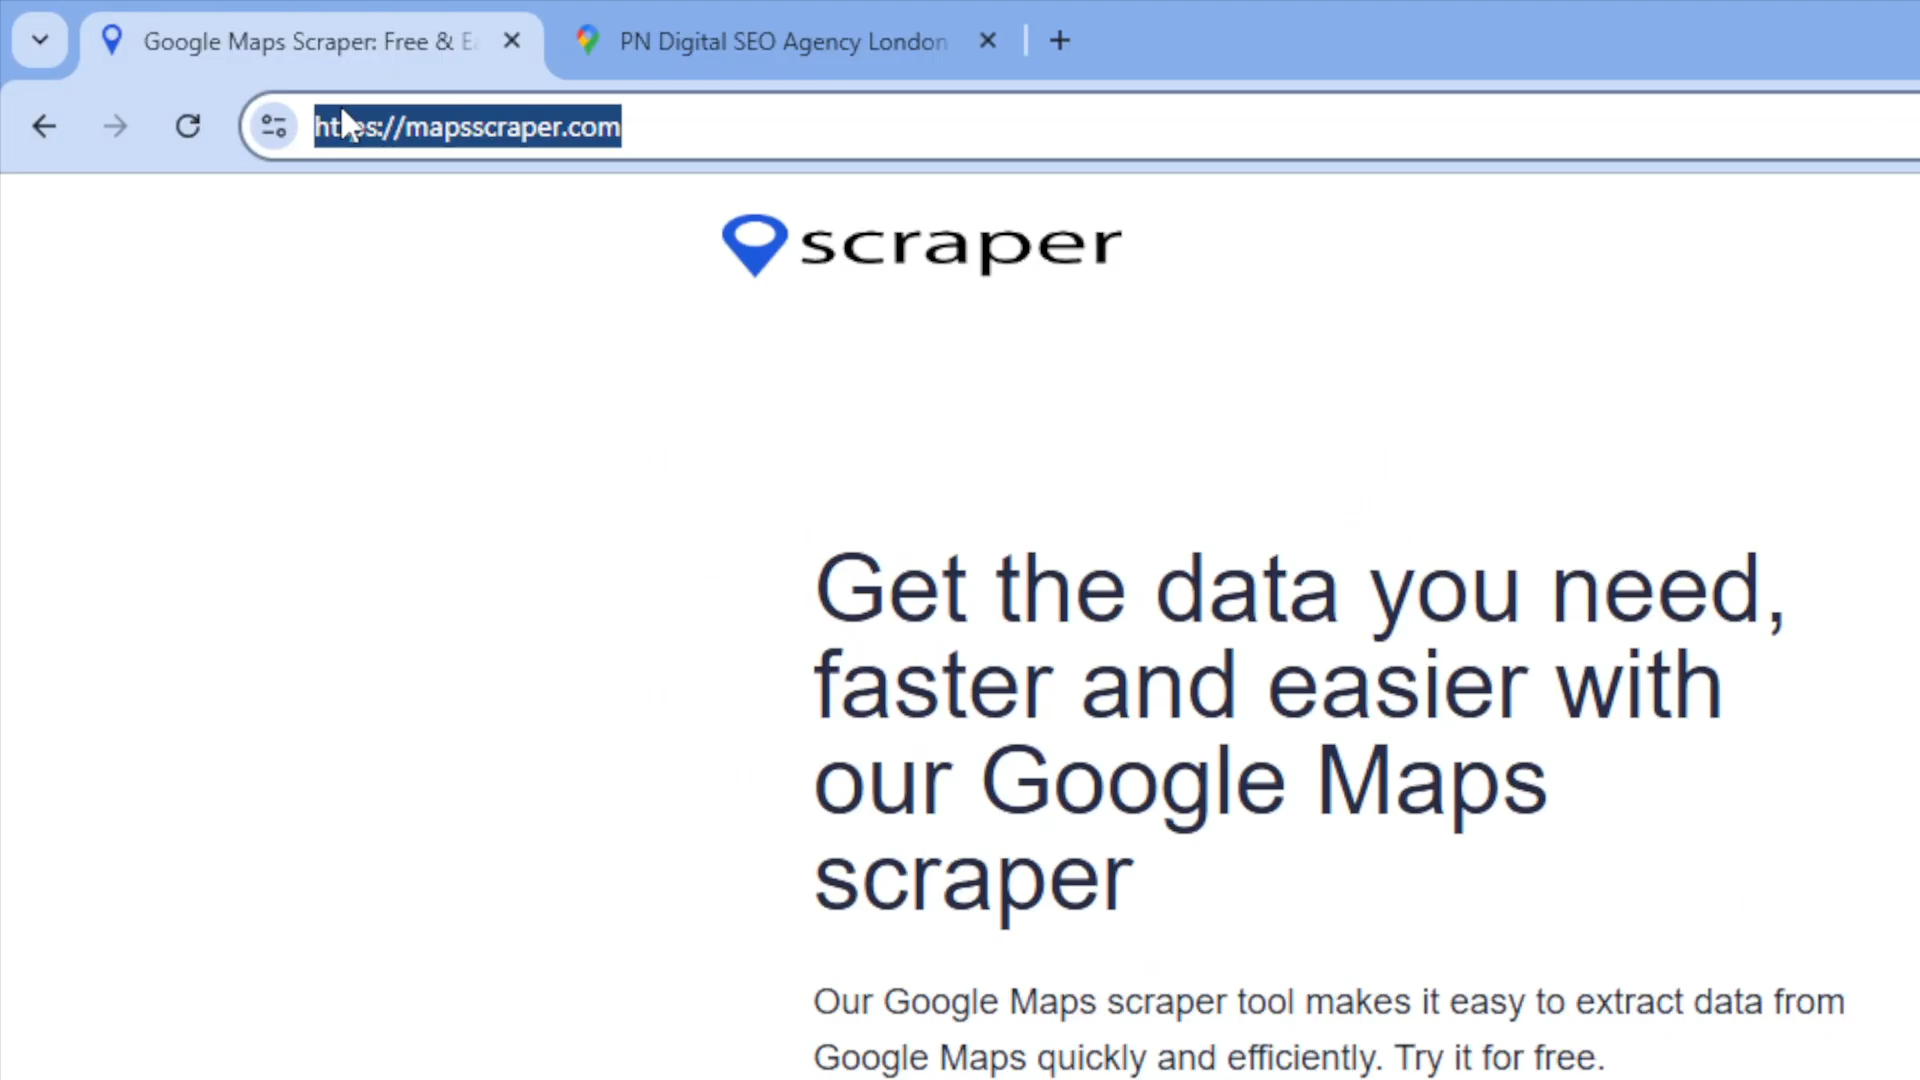 Google Maps Scraper: Free & Ea
PN Digital SEO Agency London
https://mapsscraper.com
scraper
Get the data you need,
faster and easier with
our Google Maps
scraper
Our Google Maps scraper tool makes it easy to extract data from
Google Maps quickly and efficiently. Try it for free.